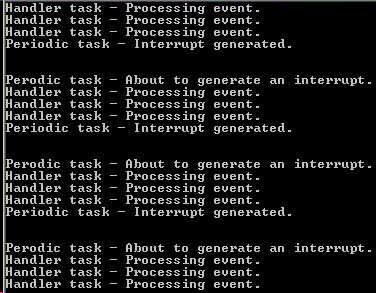 Handler task - Processing event.
Handler task - Processing event.
Handler task - Processing event.
Periodic task - Interrupt generated.
Perodic task - About to generate an interrupt.
Handler task - Processing event.
Handler task - Processing event.
Handler task - Processing event.
Periodic task - Interrupt generated.
Perodic task - About to generate an interrupt.
Handler task - Processing event.
Handler task - Processing event.
Handler task - Processing event.
Periodic task - Interrupt generated.
Perodic task - About to generate an interrupt.
Handler task - Processing event.
Handler task - Processing event.
Handler task - Processing event.